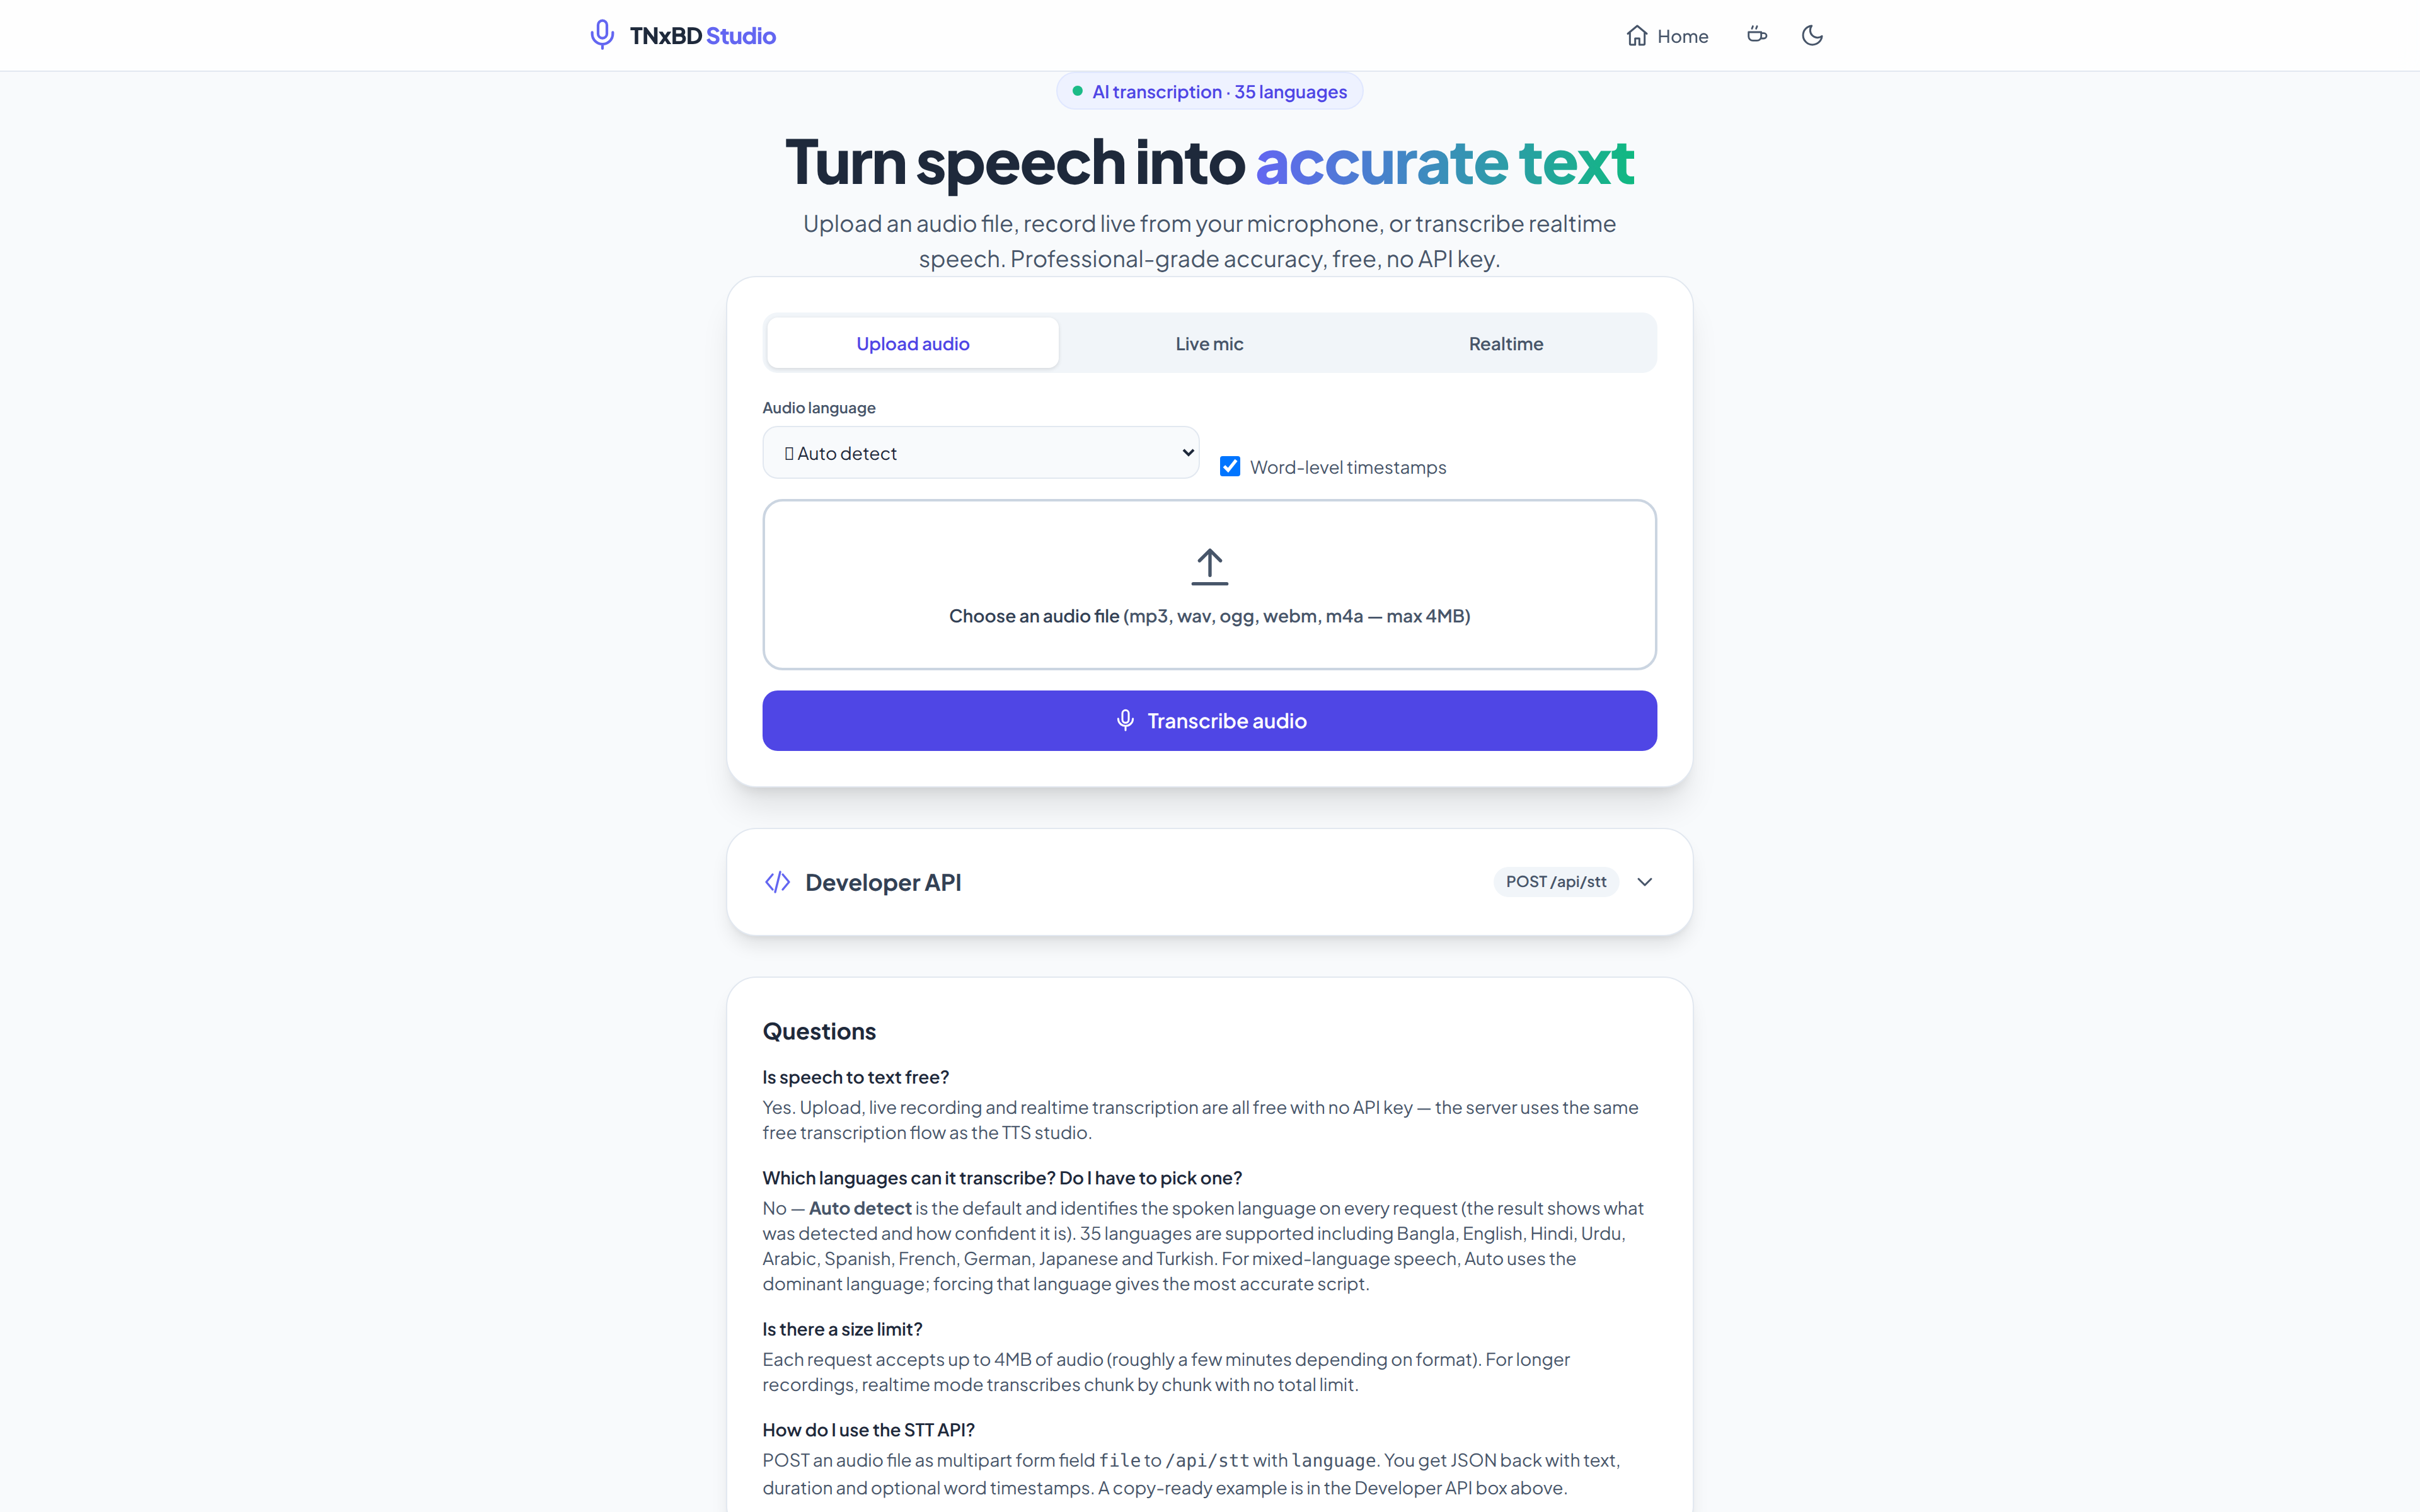 TNxBD Studio
Home
AI transcription · 35 languages
Turn speech into accurate text
Upload an audio file, record live from your microphone, or transcribe realtime
speech. Professional-grade accuracy, free, no API key.
Upload audio
Live mic
Realtime
Audio language
Auto detect
Word-level timestamps
Choose an audio file (mp3, wav, ogg, webm, m4a — max 4MB)
Transcribe audio
Developer API
POST /api/stt
Questions
Is speech to text free?
Yes. Upload, live recording and realtime transcription are all free with no API key — the server uses the same
free transcription flow as the TTS studio.
Which languages can it transcribe? Do I have to pick one?
No — Auto detect is the default and identifies the spoken language on every request (the result shows what
was detected and how confident it is). 35 languages are supported including Bangla, English, Hindi, Urdu,
Arabic, Spanish, French, German, Japanese and Turkish. For mixed-language speech, Auto uses the
dominant language; forcing that language gives the most accurate script.
Is there a size limit?
Each request accepts up to 4MB of audio (roughly a few minutes depending on format). For longer
recordings, realtime mode transcribes chunk by chunk with no total limit.
How do I use the STT API?
POST an audio file as multipart form field file to /api/stt with language. You get JSON back with text,
duration and optional word timestamps. A copy-ready example is in the Developer API box above.